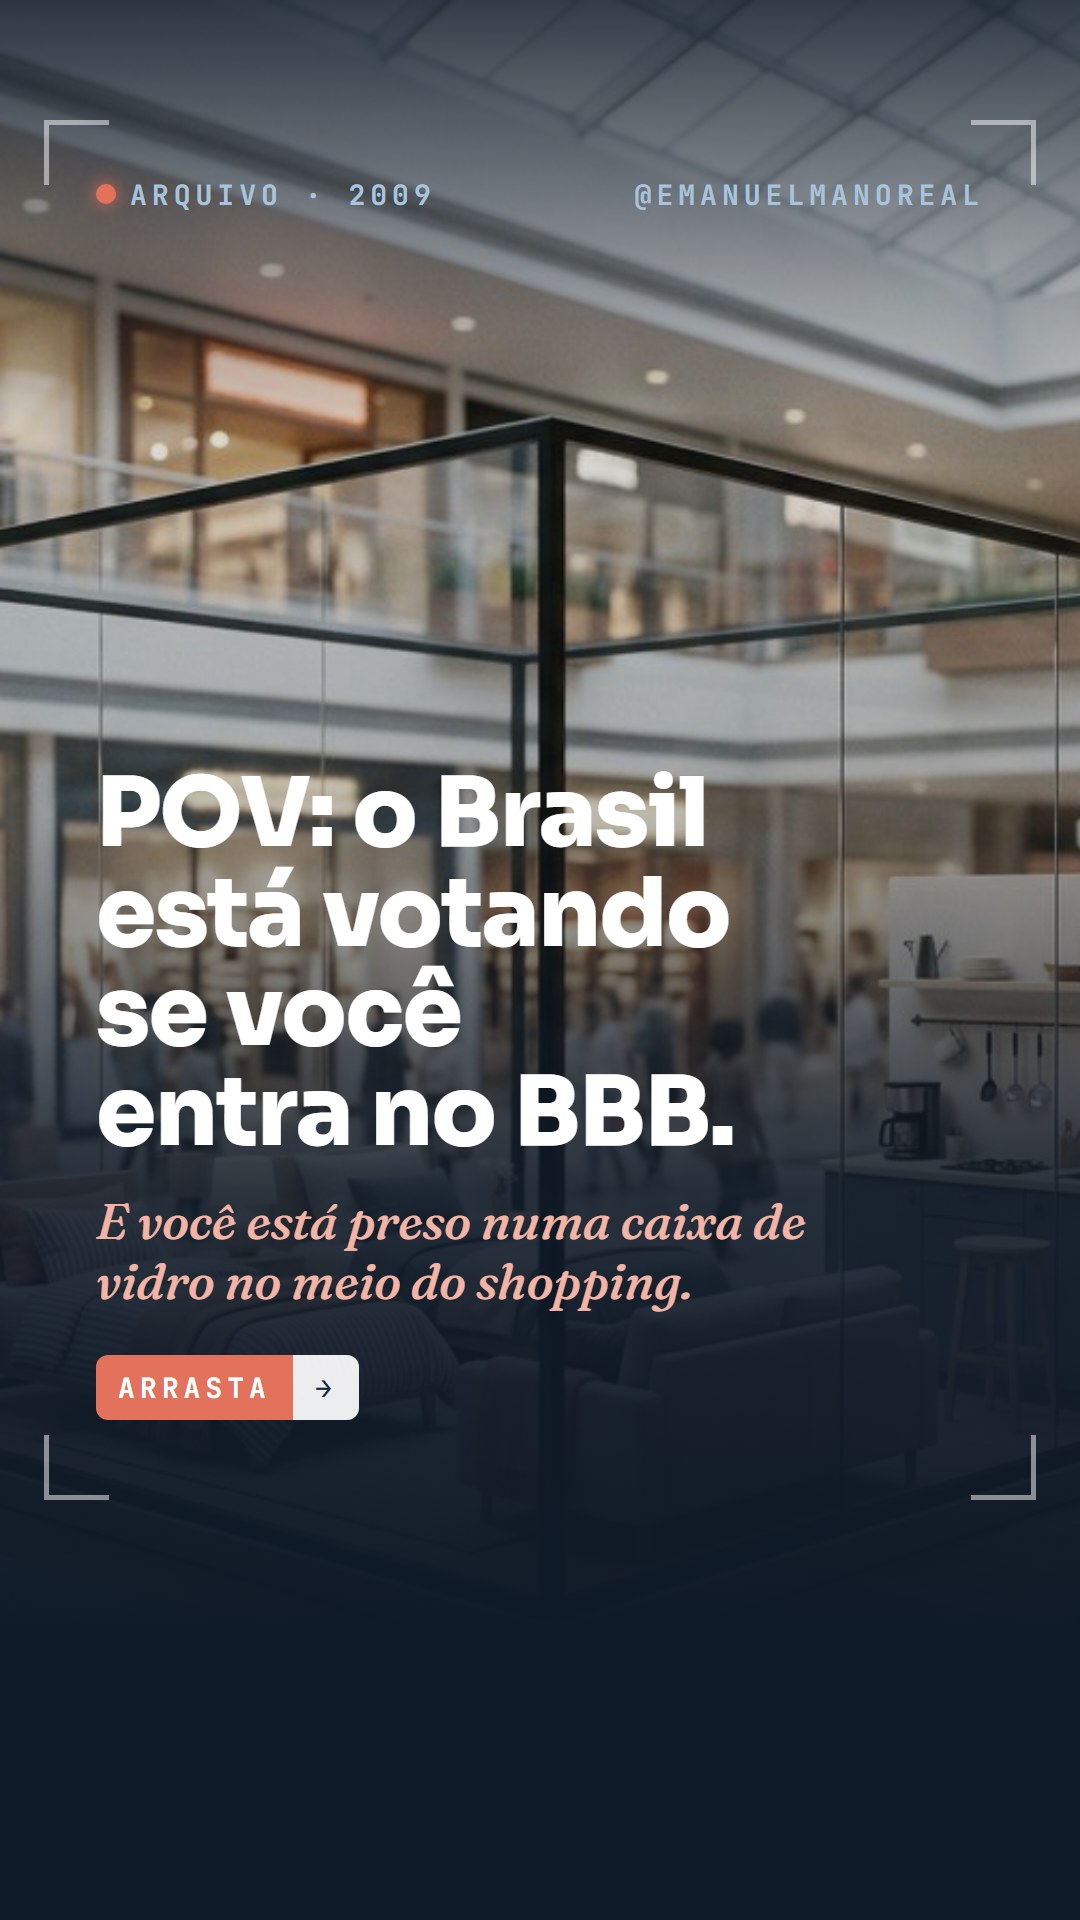 ARQUIVO · 2009
@EMANUELMANOREAL
POV: o Brasil
está votando
se você
entra no BBB.
E você está preso numa caixa de
vidro no meio do shopping.
ARRASTA →